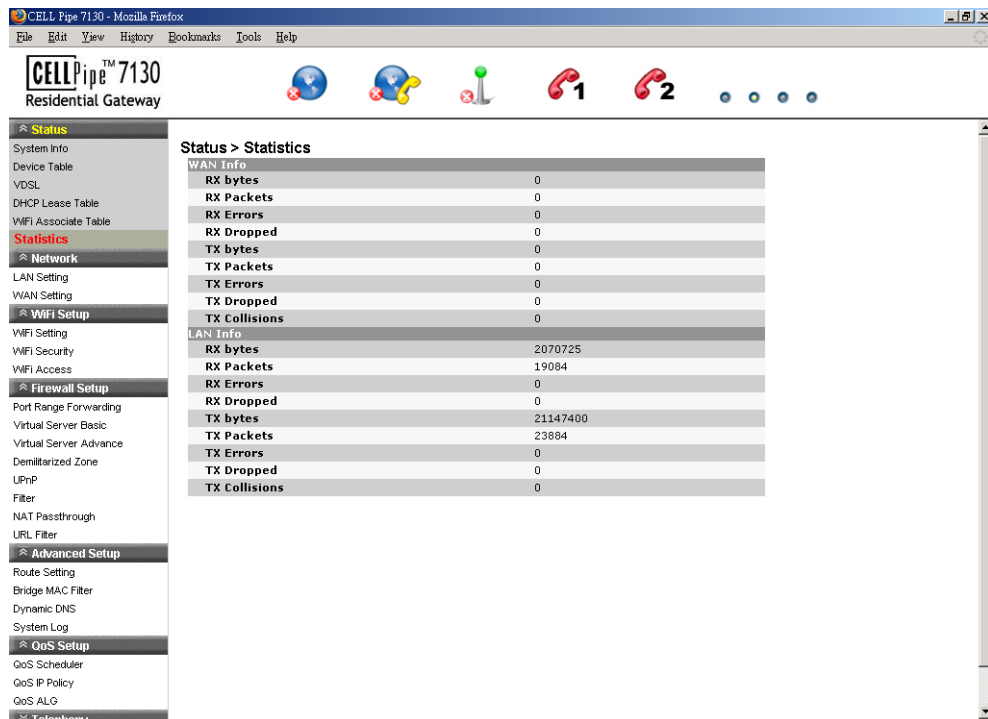 CELL Pipe 7130 - Mozilla Firefox
File Edit View History Bookmarks Tools Help
CELLPipe™ 7130
Residential Gateway
1
2
Status
System Info
Device Table
VDSL
DHCP Lease Table
WiFi Associate Table
Statistics
Network
LAN Setting
WAN Setting
WiFi Setup
WiFi Setting
WiFi Security
WiFi Access
Firewall Setup
Port Range Forwarding
Virtual Server Basic
Virtual Server Advance
Demilitarized Zone
UPnP
Filter
NAT Passthrough
URL Filter
Advanced Setup
Route Setting
Bridge MAC Filter
Dynamic DNS
System Log
QoS Setup
QoS Scheduler
QoS IP Policy
QoS ALG
Telephony
Status > Statistics
WAN Info
RX bytes 0
RX Packets 0
RX Errors 0
RX Dropped 0
TX bytes 0
TX Packets 0
TX Errors 0
TX Dropped 0
TX Collisions 0
LAN Info
RX bytes 2070725
RX Packets 19084
RX Errors 0
RX Dropped 0
TX bytes 21147400
TX Packets 23884
TX Errors 0
TX Dropped 0
TX Collisions 0